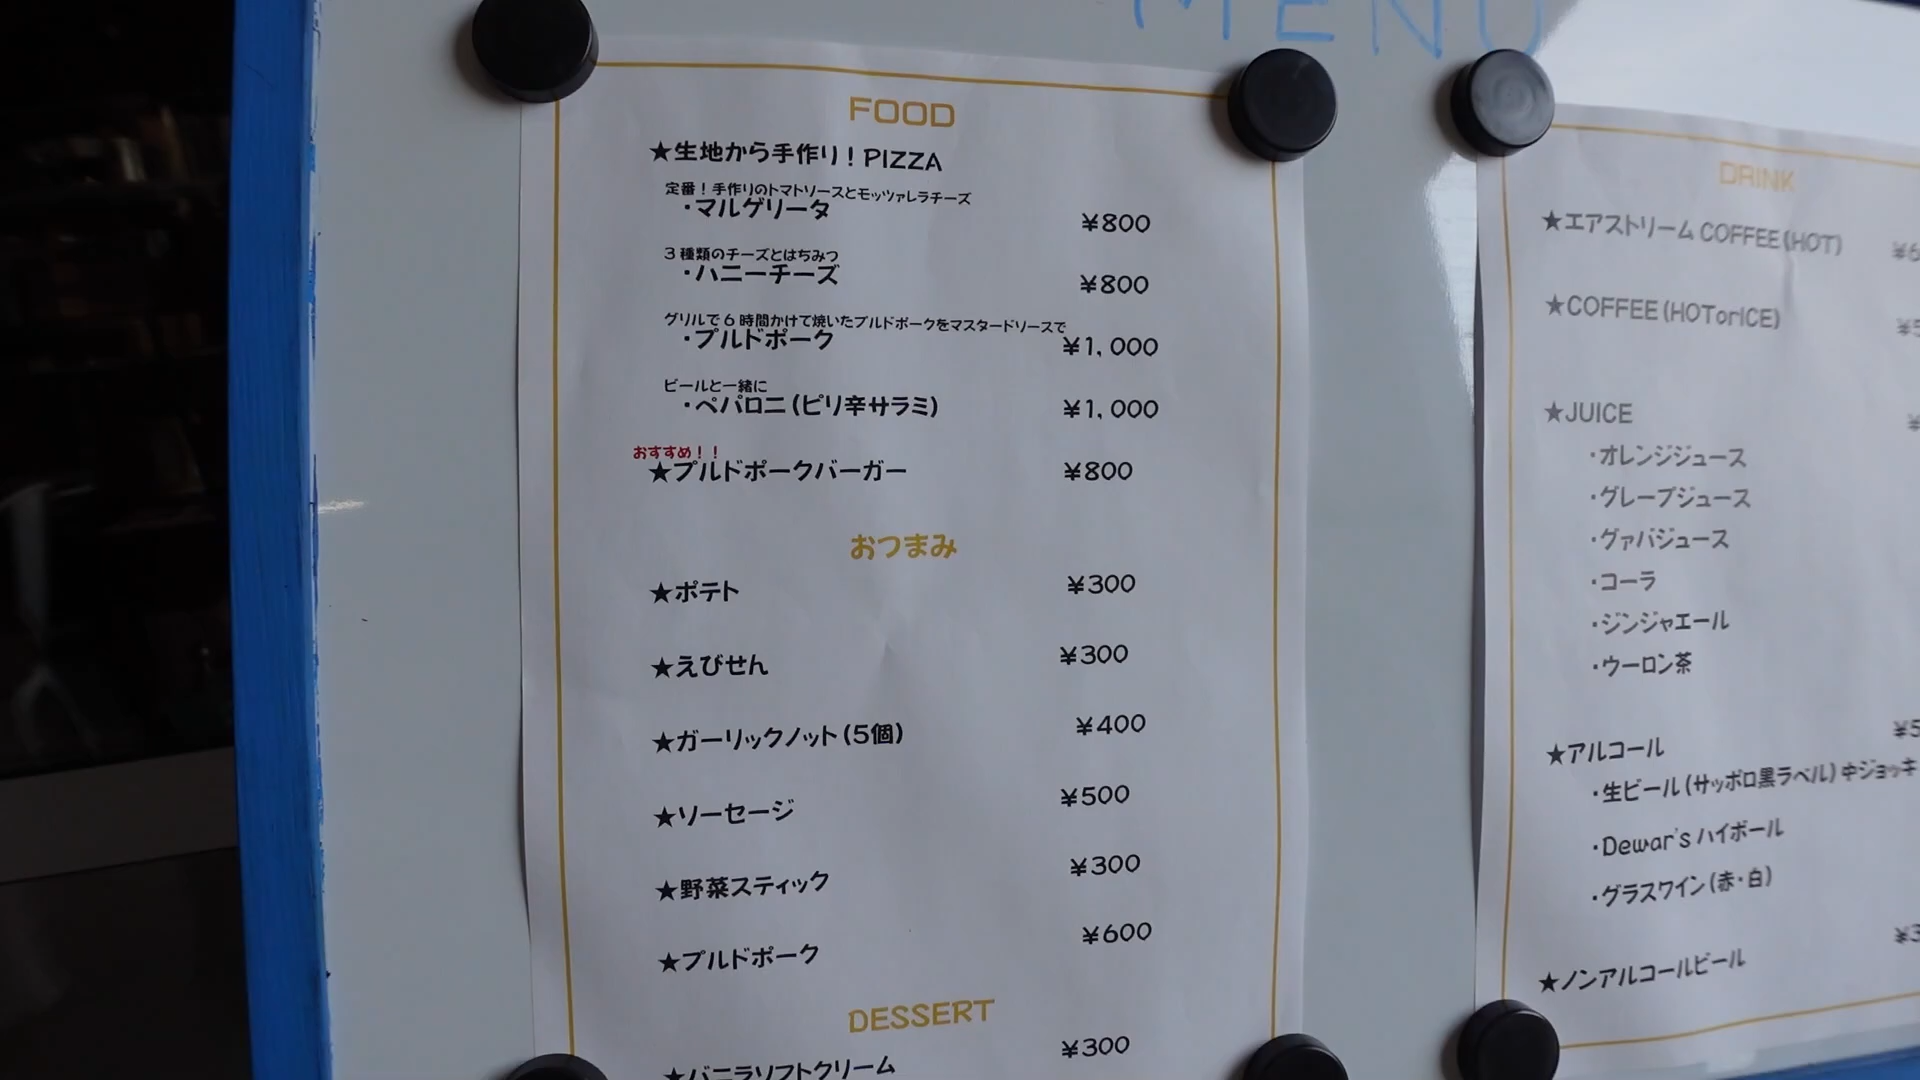 MENU
FOOD
★生地から手作り！PIZZA
定番！手作りのトマトソースとモッツァレラチーズ
・マルゲリータ ¥800
3種類のチーズとはちみつ
・ハニーチーズ ¥800
グリルで6時間かけて焼いたプルドポークをマスタードソースで
・プルドポーク ¥1,000
ビールと一緒に
・ペパロニ(ピリ辛サラミ) ¥1,000
おすすめ！！
★プルドポークバーガー ¥800
おつまみ
★ポテト ¥300
★えびせん ¥300
★ガーリックノット(5個) ¥400
★ソーセージ ¥500
★野菜スティック ¥300
★プルドポーク ¥600
DESSERT
★バニラソフトクリーム ¥300
DRINK
★エアストリームCOFFEE(HOT)
★COFFEE(HOTorICE)
★JUICE
・オレンジジュース
・グレープジュース
・グァバジュース
・コーラ
・ジンジャエール
・ウーロン茶
★アルコール
・生ビール(サッポロ黒ラベル)中ジョッキ
・Dewar'sハイボール
・グラスワイン(赤・白)
★ノンアルコールビール